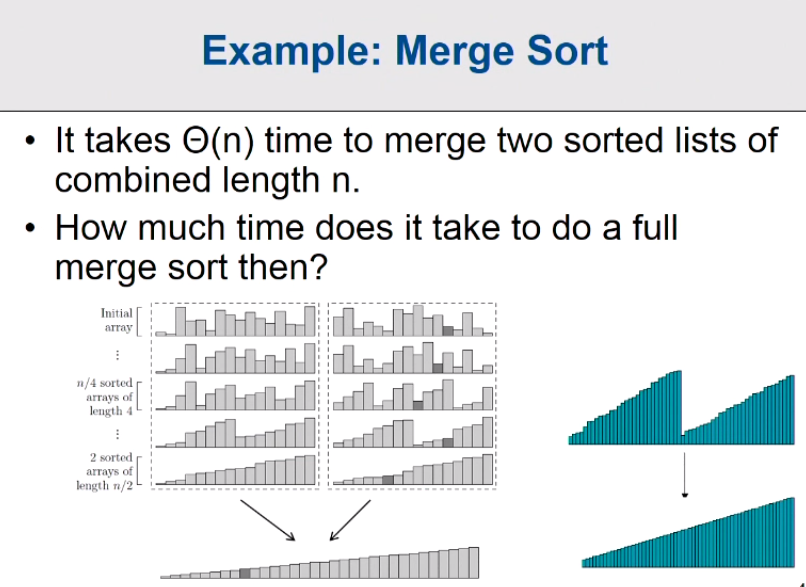 Example: Merge Sort
• It takes Θ(n) time to merge two sorted lists of
combined length n.
• How much time does it take to do a full
merge sort then?
Initial
array
⋮
n/4 sorted
arrays of
length 4
⋮
2 sorted
arrays of
length n/2